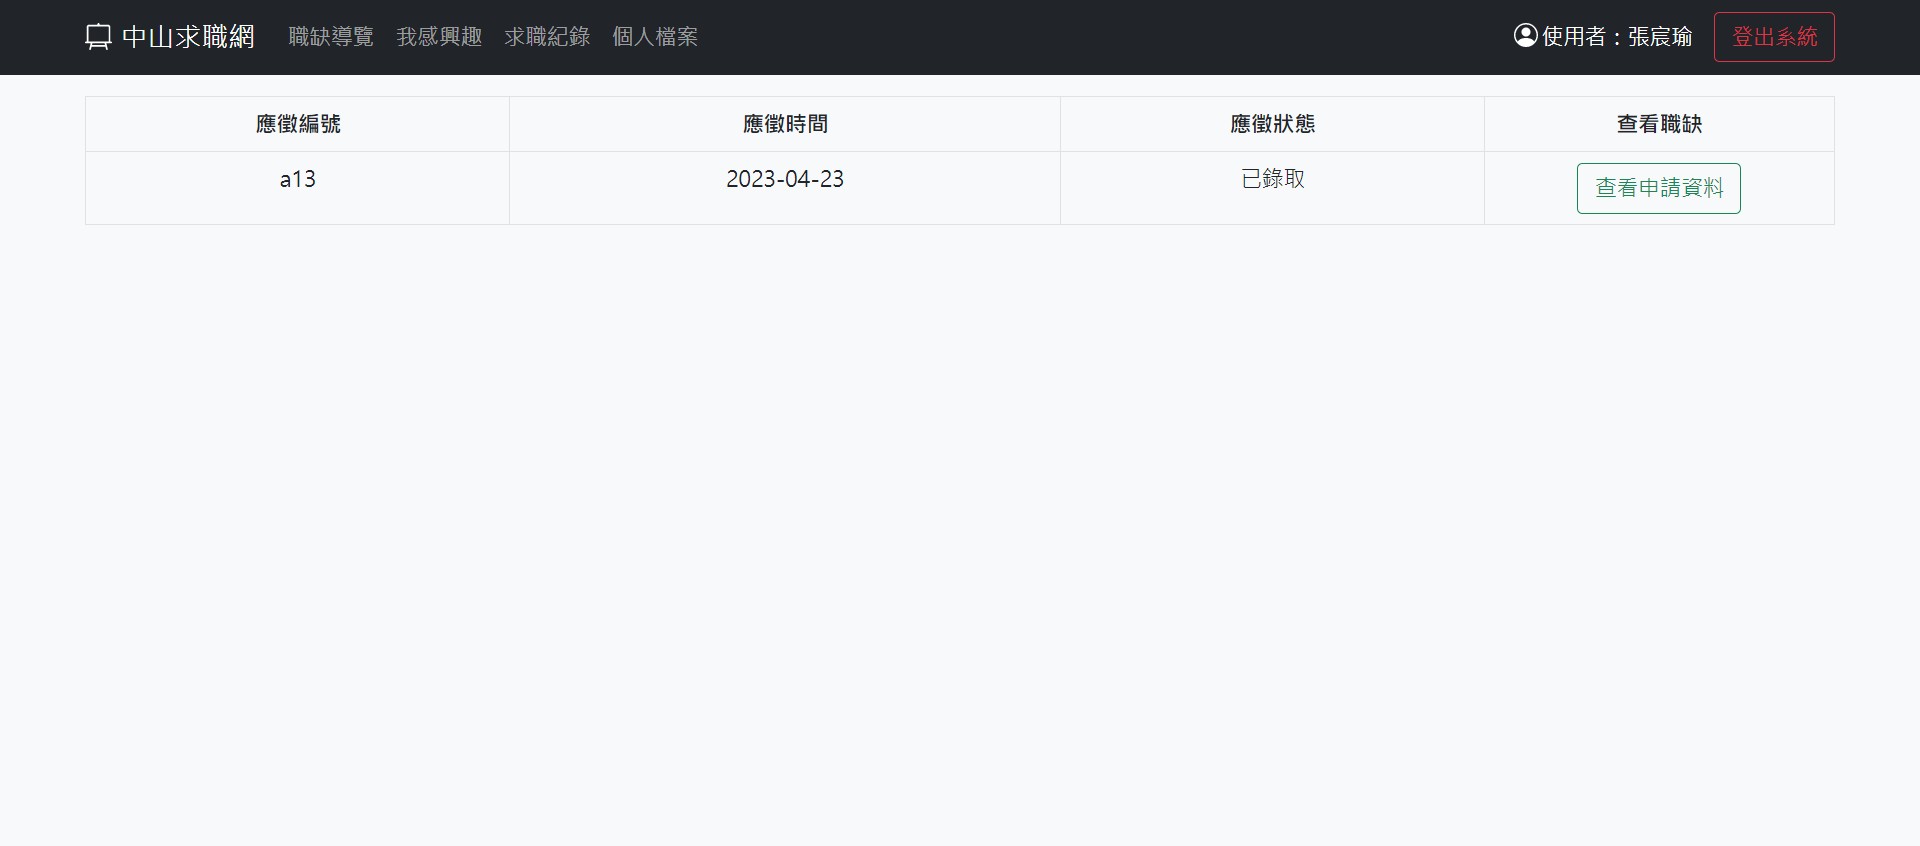 中山求職網 職缺導覽 我感興趣 求職紀錄 個人檔案 使用者：張宸瑜 登出系統
應徵編號 應徵時間 應徵狀態 查看職缺
a13 2023-04-23 已錄取 查看申請資料